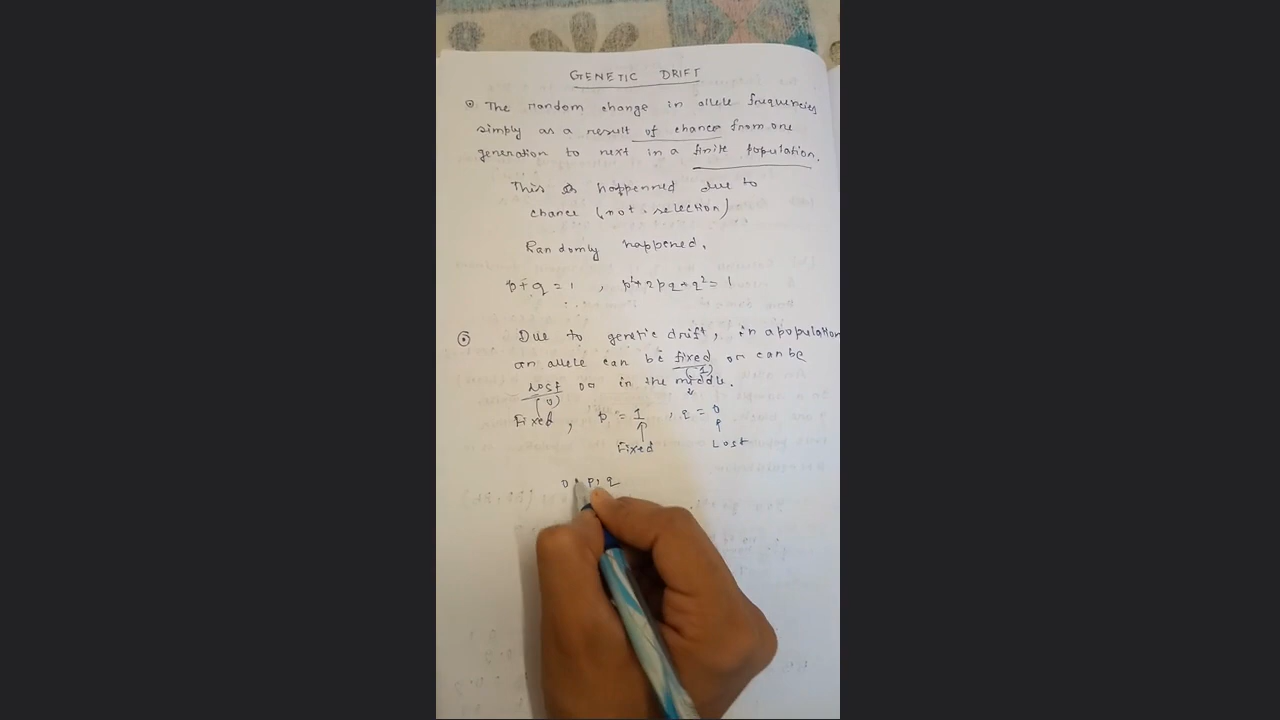 GENETIC DRIFT
The random change in allele frequencies
simply as a result of chance from one
generation to next in a finite population.
This is happenned due to
chance (not selection)
Randomly happened.
p+q = 1 , p²+2pq+q² = 1
Due to genetic drift, in a population
an allele can be fixed or can be
(1)
lost or in the middle.
(0)
Fixed , p = 1 , q = 0
Fixed Lost
0 p, q